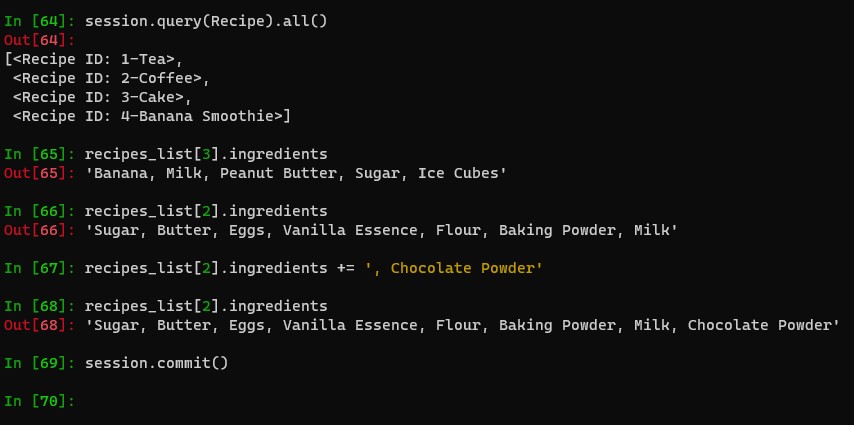 In [64]: session.query(Recipe).all()
Out[64]:
[<Recipe ID: 1-Tea>,
 <Recipe ID: 2-Coffee>,
 <Recipe ID: 3-Cake>,
 <Recipe ID: 4-Banana Smoothie>]
In [65]: recipes_list[3].ingredients
Out[65]: 'Banana, Milk, Peanut Butter, Sugar, Ice Cubes'
In [66]: recipes_list[2].ingredients
Out[66]: 'Sugar, Butter, Eggs, Vanilla Essence, Flour, Baking Powder, Milk'
In [67]: recipes_list[2].ingredients += ', Chocolate Powder'
In [68]: recipes_list[2].ingredients
Out[68]: 'Sugar, Butter, Eggs, Vanilla Essence, Flour, Baking Powder, Milk, Chocolate Powder'
In [69]: session.commit()
In [70]: